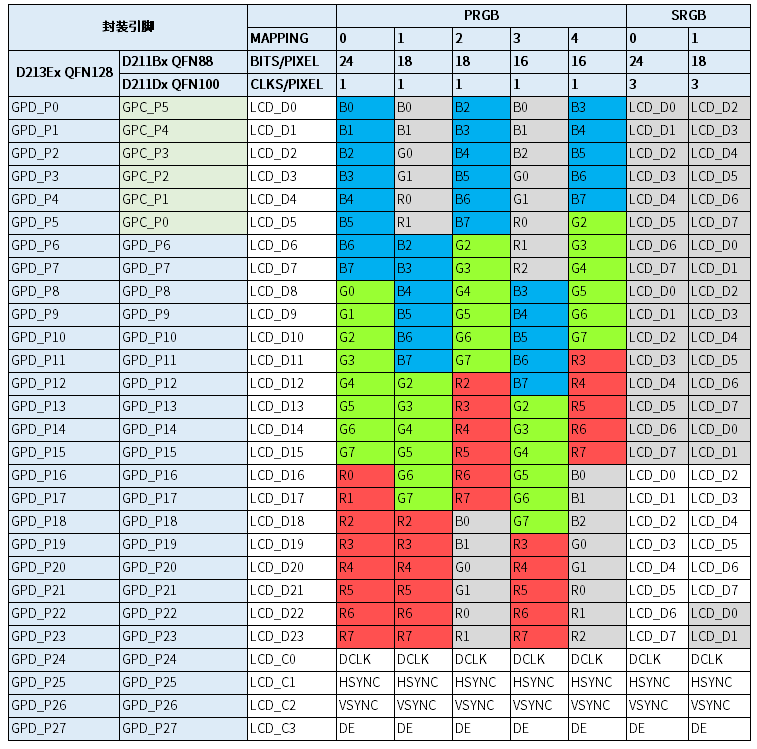 封装引脚 PRGB SRGB
MAPPING 0 1 2 3 4 0 1
D213Ex QFN128 D211Bx QFN88 BITS/PIXEL 24 18 18 16 16 24 18
D211Dx QFN100 CLKS/PIXEL 1 1 1 1 1 3 3
GPD_P0 GPC_P5 LCD_D0 B0 B0 B2 B0 B3 LCD_D0 LCD_D2
GPD_P1 GPC_P4 LCD_D1 B1 B1 B3 B1 B4 LCD_D1 LCD_D3
GPD_P2 GPC_P3 LCD_D2 B2 G0 B4 B2 B5 LCD_D2 LCD_D4
GPD_P3 GPC_P2 LCD_D3 B3 G1 B5 G0 B6 LCD_D3 LCD_D5
GPD_P4 GPC_P1 LCD_D4 B4 R0 B6 G1 B7 LCD_D4 LCD_D6
GPD_P5 GPC_P0 LCD_D5 B5 R1 B7 R0 G2 LCD_D5 LCD_D7
GPD_P6 GPD_P6 LCD_D6 B6 B2 G2 R1 G3 LCD_D6 LCD_D0
GPD_P7 GPD_P7 LCD_D7 B7 B3 G3 R2 G4 LCD_D7 LCD_D1
GPD_P8 GPD_P8 LCD_D8 G0 B4 G4 B3 G5 LCD_D0 LCD_D2
GPD_P9 GPD_P9 LCD_D9 G1 B5 G5 B4 G6 LCD_D1 LCD_D3
GPD_P10 GPD_P10 LCD_D10 G2 B6 G6 B5 G7 LCD_D2 LCD_D4
GPD_P11 GPD_P11 LCD_D11 G3 B7 G7 B6 R3 LCD_D3 LCD_D5
GPD_P12 GPD_P12 LCD_D12 G4 G2 R2 B7 R4 LCD_D4 LCD_D6
GPD_P13 GPD_P13 LCD_D13 G5 G3 R3 G2 R5 LCD_D5 LCD_D7
GPD_P14 GPD_P14 LCD_D14 G6 G4 R4 G3 R6 LCD_D6 LCD_D0
GPD_P15 GPD_P15 LCD_D15 G7 G5 R5 G4 R7 LCD_D7 LCD_D1
GPD_P16 GPD_P16 LCD_D16 R0 G6 R6 G5 B0 LCD_D0 LCD_D2
GPD_P17 GPD_P17 LCD_D17 R1 G7 R7 G6 B1 LCD_D1 LCD_D3
GPD_P18 GPD_P18 LCD_D18 R2 R2 B0 G7 B2 LCD_D2 LCD_D4
GPD_P19 GPD_P19 LCD_D19 R3 R3 B1 R3 G0 LCD_D3 LCD_D5
GPD_P20 GPD_P20 LCD_D20 R4 R4 G0 R4 G1 LCD_D4 LCD_D6
GPD_P21 GPD_P21 LCD_D21 R5 R5 G1 R5 R0 LCD_D5 LCD_D7
GPD_P22 GPD_P22 LCD_D22 R6 R6 R0 R6 R1 LCD_D6 LCD_D0
GPD_P23 GPD_P23 LCD_D23 R7 R7 R1 R7 R2 LCD_D7 LCD_D1
GPD_P24 GPD_P24 LCD_C0 DCLK DCLK DCLK DCLK DCLK DCLK DCLK
GPD_P25 GPD_P25 LCD_C1 HSYNC HSYNC HSYNC HSYNC HSYNC HSYNC HSYNC
GPD_P26 GPD_P26 LCD_C2 VSYNC VSYNC VSYNC VSYNC VSYNC VSYNC VSYNC
GPD_P27 GPD_P27 LCD_C3 DE DE DE DE DE DE DE